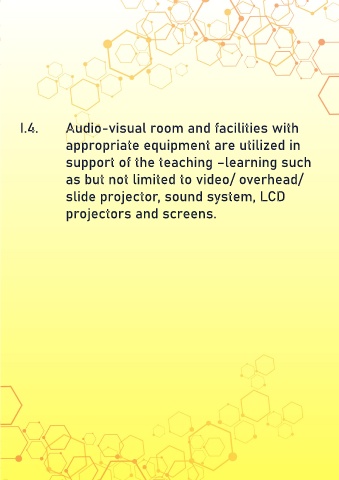 I.4. Audio-visual room and facilities with
appropriate equipment are utilized in
support of the teaching –learning such
as but not limited to video/ overhead/
slide projector, sound system, LCD
projectors and screens.